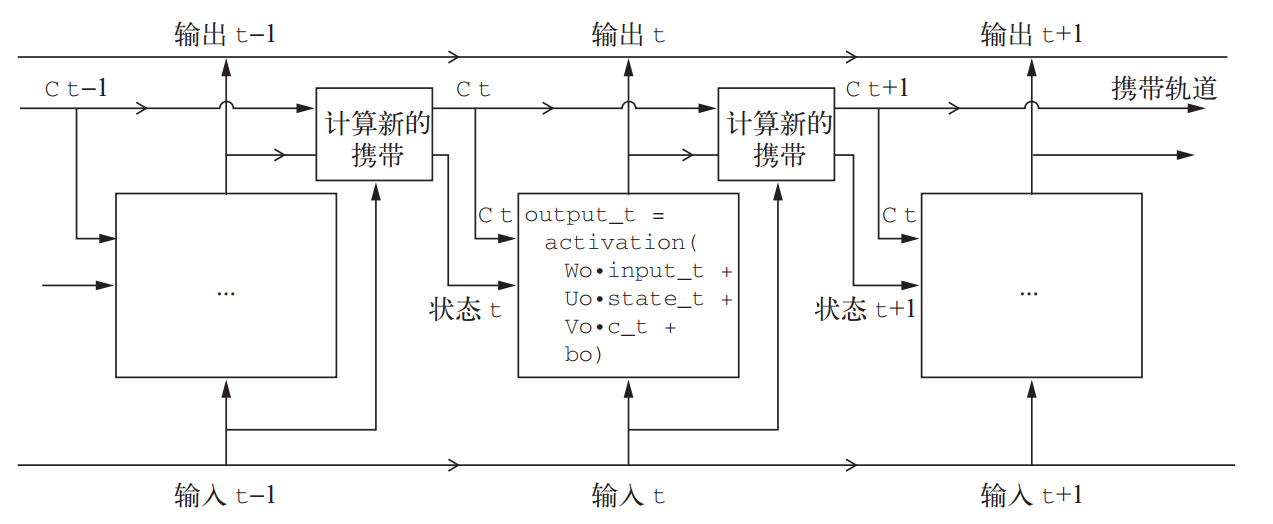 输出 t−1
输出 t
输出 t+1
C t−1
C t
C t+1
携带轨道
计算新的
携带
计算新的
携带
C t
output_t =
activation(
Wo•input_t +
Uo•state_t +
Vo•c_t +
bo)
C t
...
...
状态 t
状态 t+1
输入 t−1
输入 t
输入 t+1